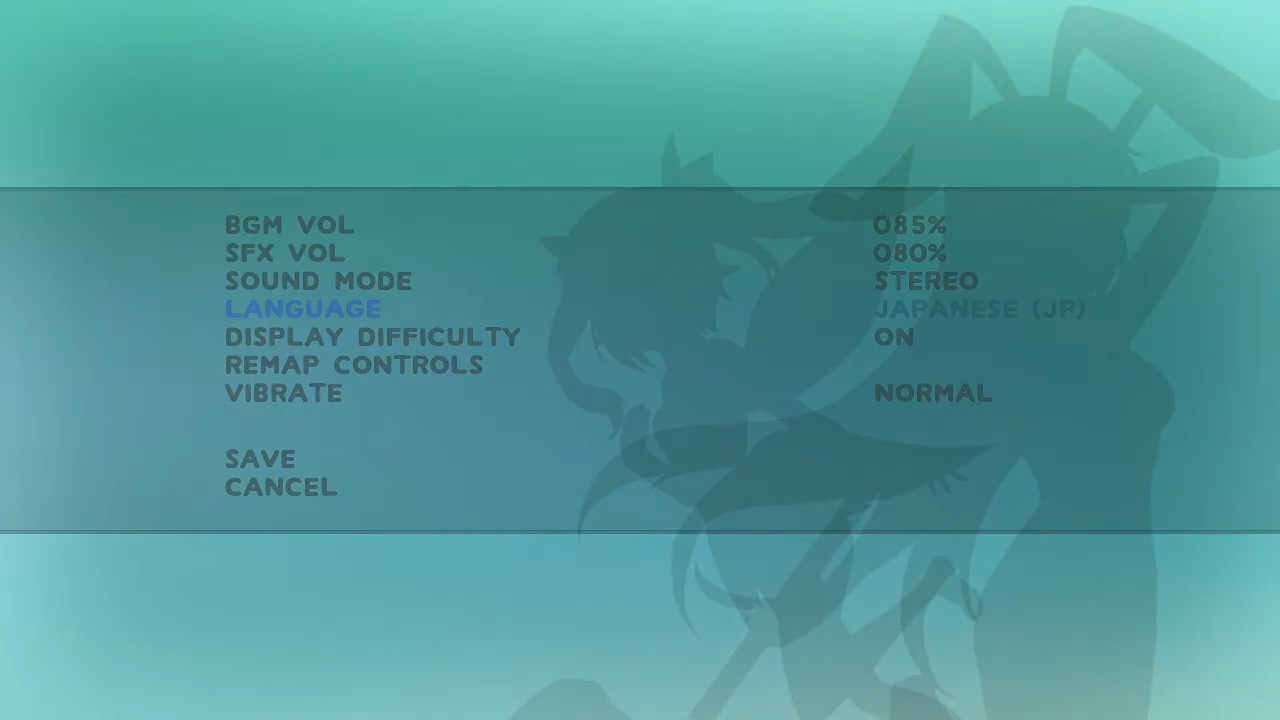 BGM VOL 085%
SFX VOL 080%
SOUND MODE STEREO
LANGUAGE JAPANESE (JP)
DISPLAY DIFFICULTY ON
REMAP CONTROLS
VIBRATE NORMAL
SAVE
CANCEL